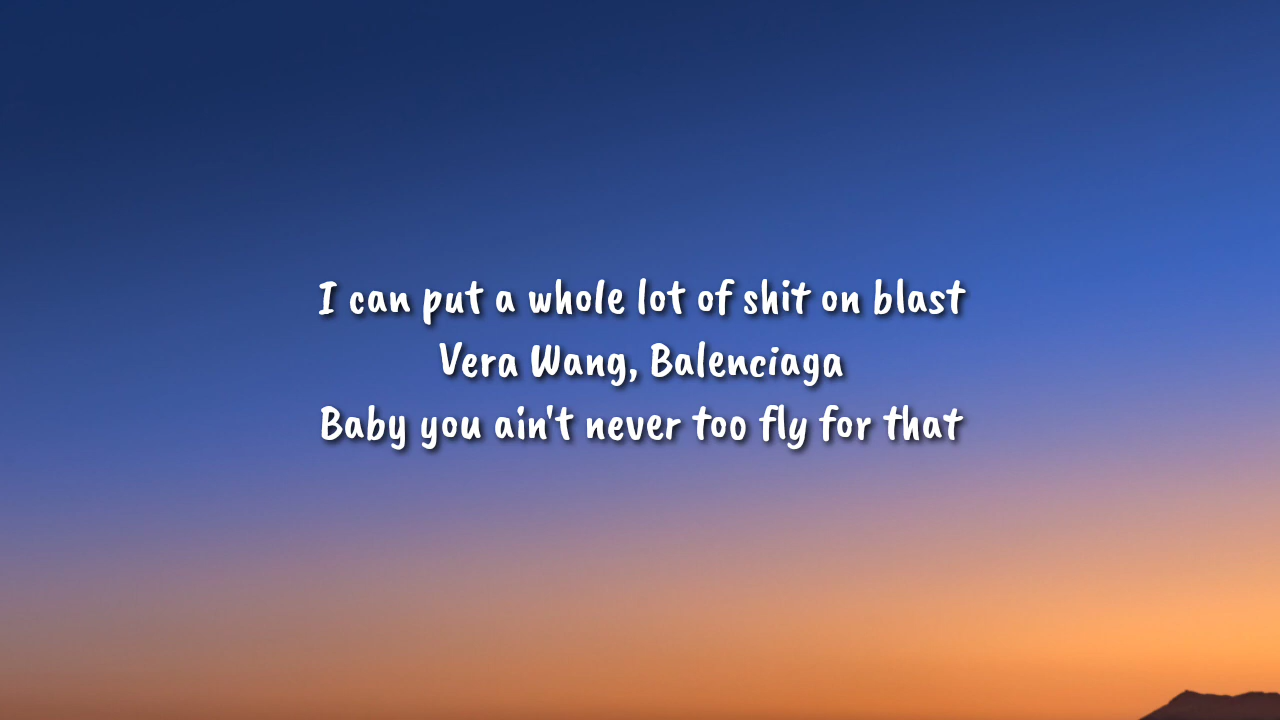 I can put a whole lot of shit on blast
Vera Wang, Balenciaga
Baby you ain't never too fly for that